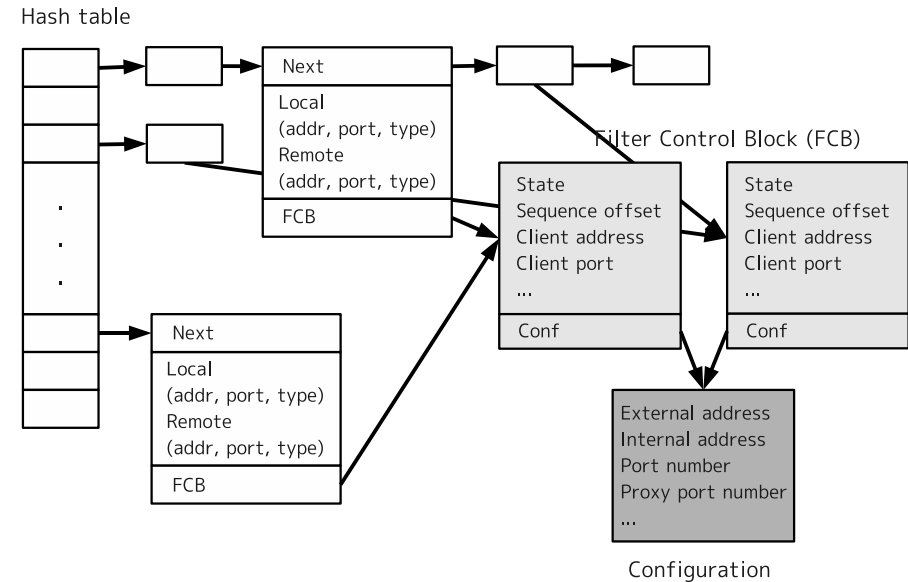 Hash table
Next
Local
(addr, port, type)
Remote
(addr, port, type)
FCB
Filter Control Block (FCB)
State
Sequence offset
Client address
Client port
...
Conf
State
Sequence offset
Client address
Client port
...
Conf
.
.
.
Next
Local
(addr, port, type)
Remote
(addr, port, type)
FCB
External address
Internal address
Port number
Proxy port number
...
Configuration